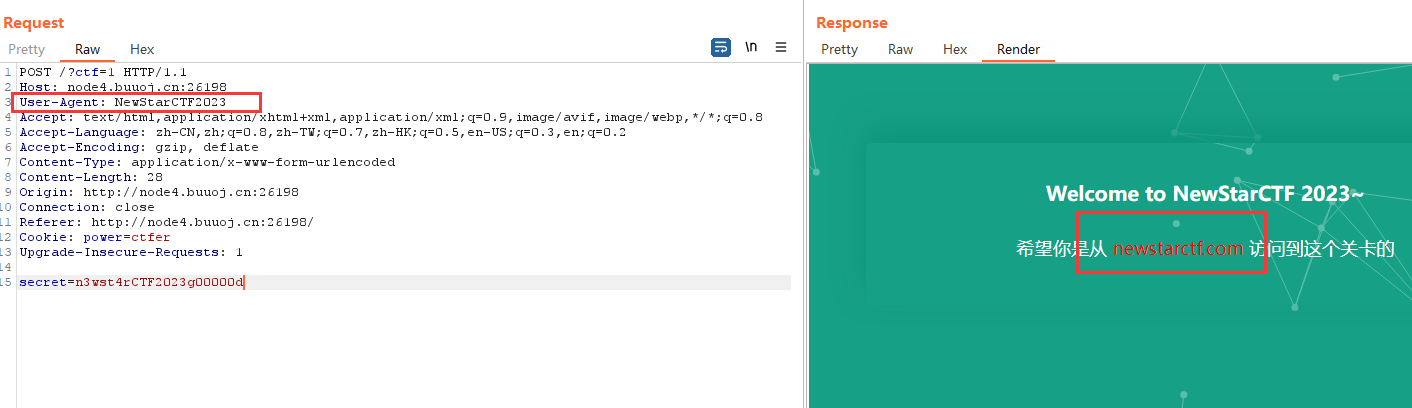 Request
Pretty Raw Hex \n
1 POST /?ctf=1 HTTP/1.1
2 Host: node4.buuoj.cn:26198
3 User-Agent: NewStarCTF2023
4 Accept: text/html,application/xhtml+xml,application/xml;q=0.9,image/avif,image/webp,*/*;q=0.8
5 Accept-Language: zh-CN,zh;q=0.8,zh-TW;q=0.7,zh-HK;q=0.5,en-US;q=0.3,en;q=0.2
6 Accept-Encoding: gzip, deflate
7 Content-Type: application/x-www-form-urlencoded
8 Content-Length: 28
9 Origin: http://node4.buuoj.cn:26198
10 Connection: close
11 Referer: http://node4.buuoj.cn:26198/
12 Cookie: power=ctfer
13 Upgrade-Insecure-Requests: 1
14
15 secret=n3wst4rCTF2023g00000d
Response
Pretty Raw Hex Render
Welcome to NewStarCTF 2023~
希望你是从 newstarctf.com 访问到这个关卡的